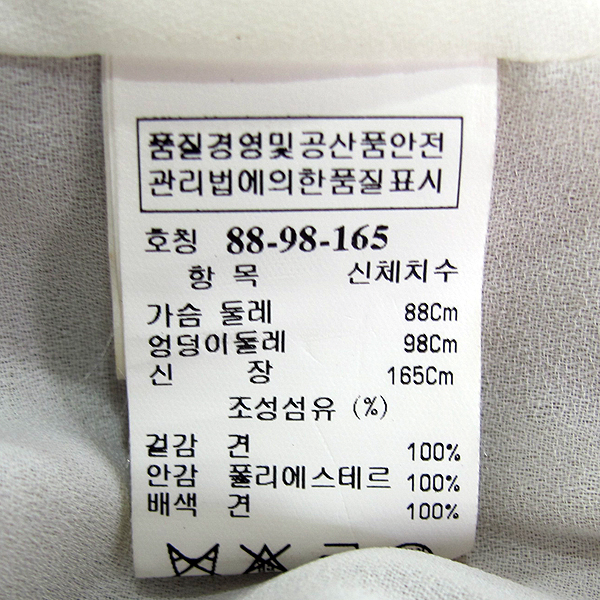 품질경영및공산품안전
관리법에의한품질표시
호칭 88-98-165
항 목 신체치수
가슴 둘레 88Cm
엉덩이둘레 98Cm
신 장 165Cm
조성섬유 (%)
겉감 견 100%
안감 폴리에스테르 100%
배색 견 100%